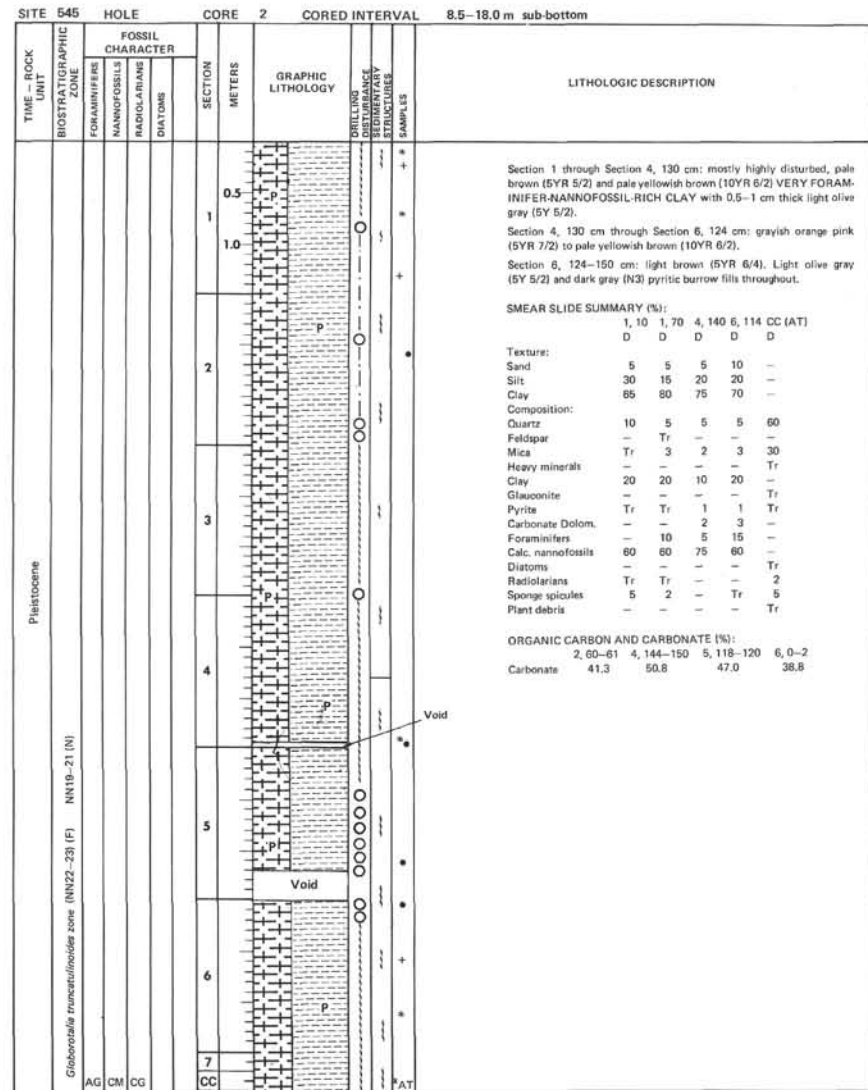 SITE 545 HOLE CORE 2 CORED INTERVAL 8.5–18.0 m sub-bottom
TIME – ROCK UNIT
BIOSTRATIGRAPHIC ZONE
FOSSIL CHARACTER
FORAMINIFERS
NANNOFOSSILS
RADIOLARIANS
DIATOMS
SECTION
METERS
GRAPHIC LITHOLOGY
DRILLING DISTURBANCE
SEDIMENTARY STRUCTURES
SAMPLES
LITHOLOGIC DESCRIPTION
Pleistocene
Globorotalia truncatulinoides zone (NN22–23) (F) NN19–21 (N)
AG CM CG
1
0.5
1.0
2
3
4
5
6
7
CC
P
P
P
P
P
Void
Void
P
* AT
Section 1 through Section 4, 130 cm: mostly highly disturbed, pale
brown (5YR 5/2) and pale yellowish brown (10YR 6/2) VERY FORAM-
INIFER-NANNOFOSSIL-RICH CLAY with 0.5–1 cm thick light olive
gray (5Y 5/2).
Section 4, 130 cm through Section 6, 124 cm: grayish orange pink
(5YR 7/2) to pale yellowish brown (10YR 6/2).
Section 6, 124–150 cm: light brown (5YR 6/4). Light olive gray
(5Y 5/2) and dark gray (N3) pyritic burrow fills throughout.
SMEAR SLIDE SUMMARY (%):
1, 10 1, 70 4, 140 6, 114 CC (AT)
D D D D D
Texture:
Sand 5 5 5 10 –
Silt 30 15 20 20 –
Clay 65 80 75 70 –
Composition:
Quartz 10 5 5 5 60
Feldspar – Tr – – –
Mica Tr 3 2 3 30
Heavy minerals – – – – Tr
Clay 20 20 10 20 –
Glauconite – – – – Tr
Pyrite Tr Tr 1 1 Tr
Carbonate Dolom. – – 2 3 –
Foraminifers – 10 5 15 –
Calc. nannofossils 60 60 75 60 –
Diatoms – – – – Tr
Radiolarians Tr Tr – – 2
Sponge spicules 5 2 – Tr 5
Plant debris – – – – Tr
ORGANIC CARBON AND CARBONATE (%):
2, 60–61 4, 144–150 5, 118–120 6, 0–2
Carbonate 41.3 50.8 47.0 38.8